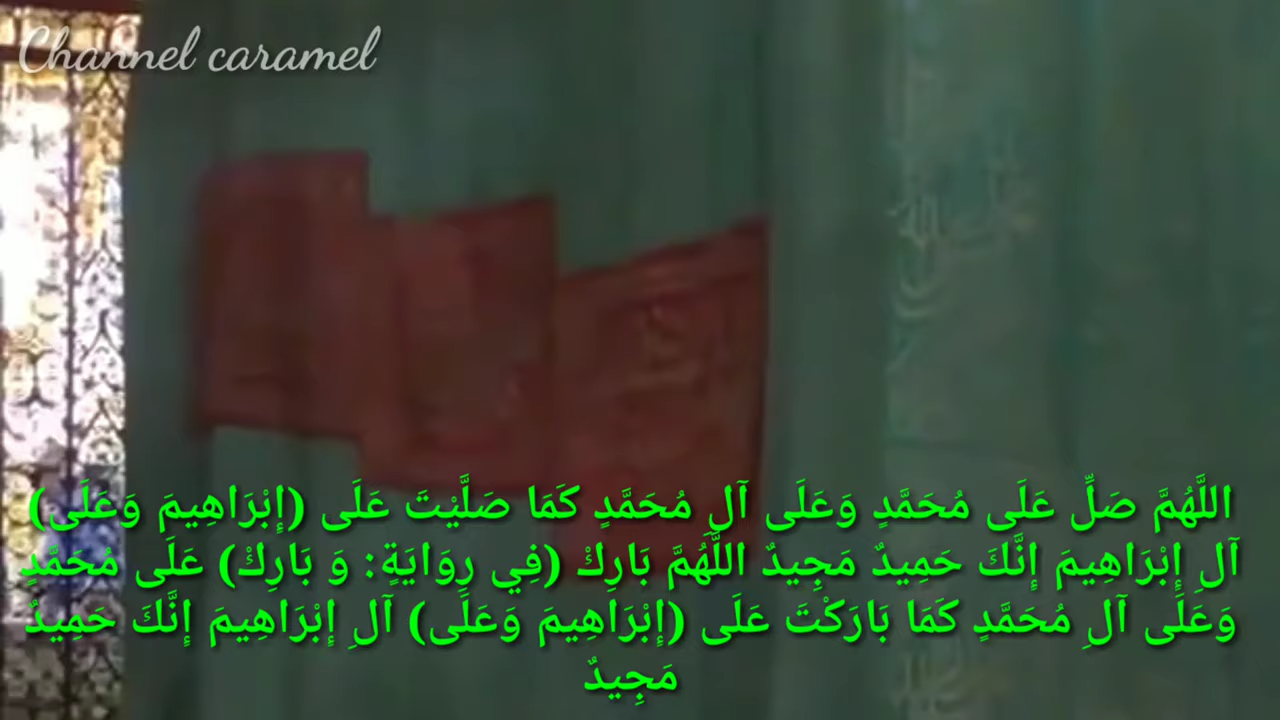 Channel caramel
اللَّهُمَّ صَلِّ عَلَى مُحَمَّدٍ وَعَلَى آلِ مُحَمَّدٍ كَمَا صَلَّيْتَ عَلَى (إِبْرَاهِيمَ وَعَلَى)
آلِ إِبْرَاهِيمَ إِنَّكَ حَمِيدٌ مَجِيدٌ اللَّهُمَّ بَارِكْ (فِي رِوَايَةٍ: وَ بَارِكْ) عَلَى مُحَمَّدٍ
وَعَلَى آلِ مُحَمَّدٍ كَمَا بَارَكْتَ عَلَى (إِبْرَاهِيمَ وَعَلَى) آلِ إِبْرَاهِيمَ إِنَّكَ حَمِيدٌ
مَجِيدٌ